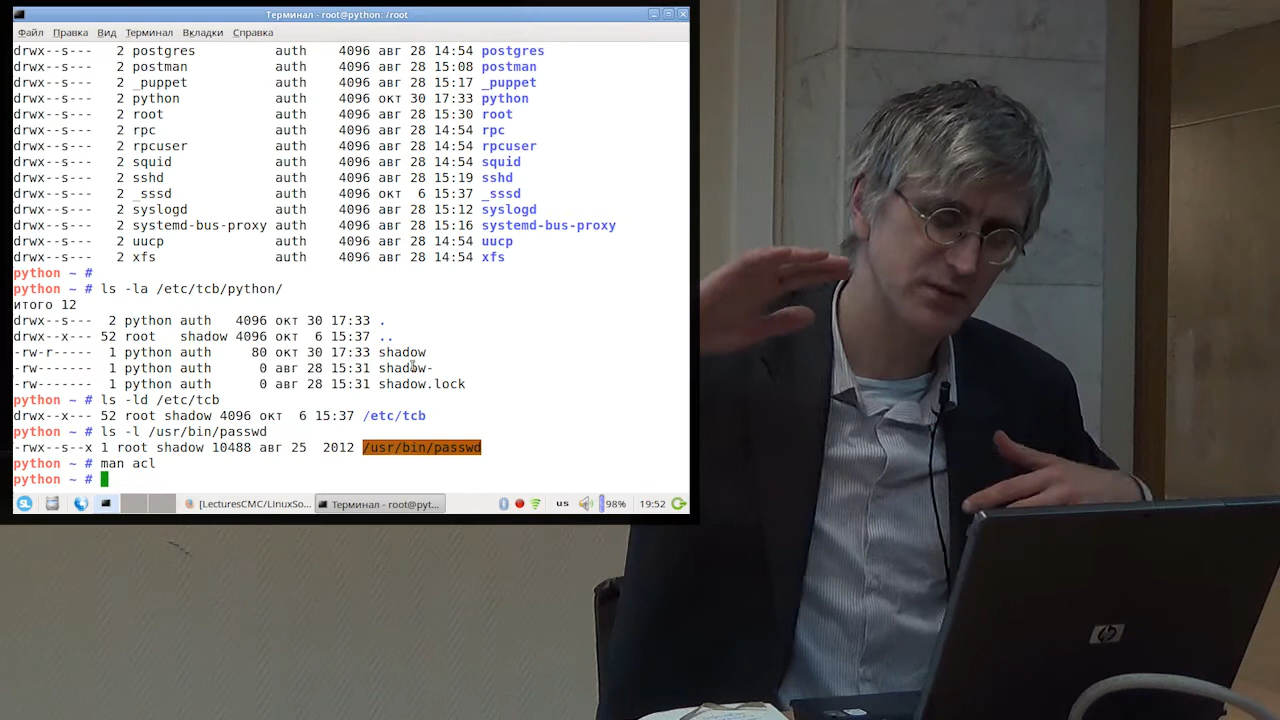 Терминал - root@python: /root
Файл Правка Вид Терминал Вкладки Справка
drwx--s--- 2 postgres auth 4096 авг 28 14:54 postgres
drwx--s--- 2 postman auth 4096 авг 28 15:08 postman
drwx--s--- 2 _puppet auth 4096 авг 28 15:17 _puppet
drwx--s--- 2 python auth 4096 окт 30 17:33 python
drwx--s--- 2 root auth 4096 авг 28 15:30 root
drwx--s--- 2 rpc auth 4096 авг 28 14:54 rpc
drwx--s--- 2 rpcuser auth 4096 авг 28 14:54 rpcuser
drwx--s--- 2 squid auth 4096 авг 28 14:54 squid
drwx--s--- 2 sshd auth 4096 авг 28 15:19 sshd
drwx--s--- 2 _sssd auth 4096 окт 6 15:37 _sssd
drwx--s--- 2 syslogd auth 4096 авг 28 15:12 syslogd
drwx--s--- 2 systemd-bus-proxy auth 4096 авг 28 15:16 systemd-bus-proxy
drwx--s--- 2 uucp auth 4096 авг 28 14:54 uucp
drwx--s--- 2 xfs auth 4096 авг 28 14:54 xfs
python ~ #
python ~ # ls -la /etc/tcb/python/
итого 12
drwx--s--- 2 python auth 4096 окт 30 17:33 .
drwx--x--- 52 root shadow 4096 окт 6 15:37 ..
-rw-r----- 1 python auth 80 окт 30 17:33 shadow
-rw------- 1 python auth 0 авг 28 15:31 shadow-
-rw------- 1 python auth 0 авг 28 15:31 shadow.lock
python ~ # ls -ld /etc/tcb
drwx--x--- 52 root shadow 4096 окт 6 15:37 /etc/tcb
python ~ # ls -l /usr/bin/passwd
-rwx--s--x 1 root shadow 10488 авг 25 2012 /usr/bin/passwd
python ~ # man acl
python ~ #
[LecturesCMC/LinuxSo... Терминал - root@pyt... us 98% 19:52
hp